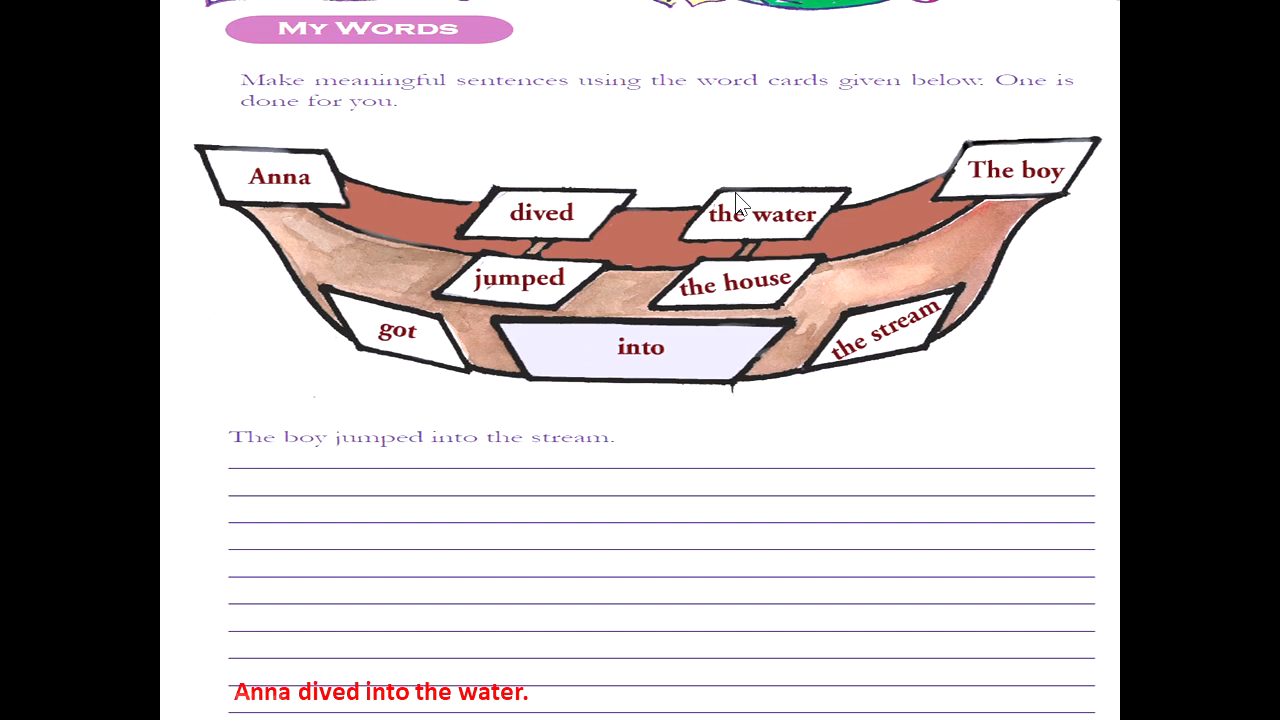 MY WORDS
Make meaningful sentences using the word cards given below. One is
done for you.
Anna
The boy
dived
the water
jumped
the house
got
into
the stream
The boy jumped into the stream.
Anna dived into the water.